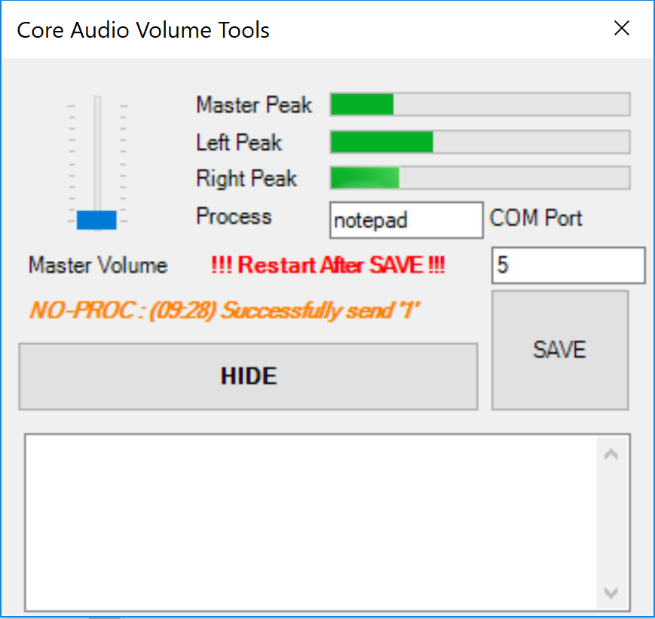 Core Audio Volume Tools
Master Peak
Left Peak
Right Peak
Process
notepad
COM Port
Master Volume
!!! Restart After SAVE !!!
5
NO-PROC : (09:28) Successfully send '1'
SAVE
HIDE